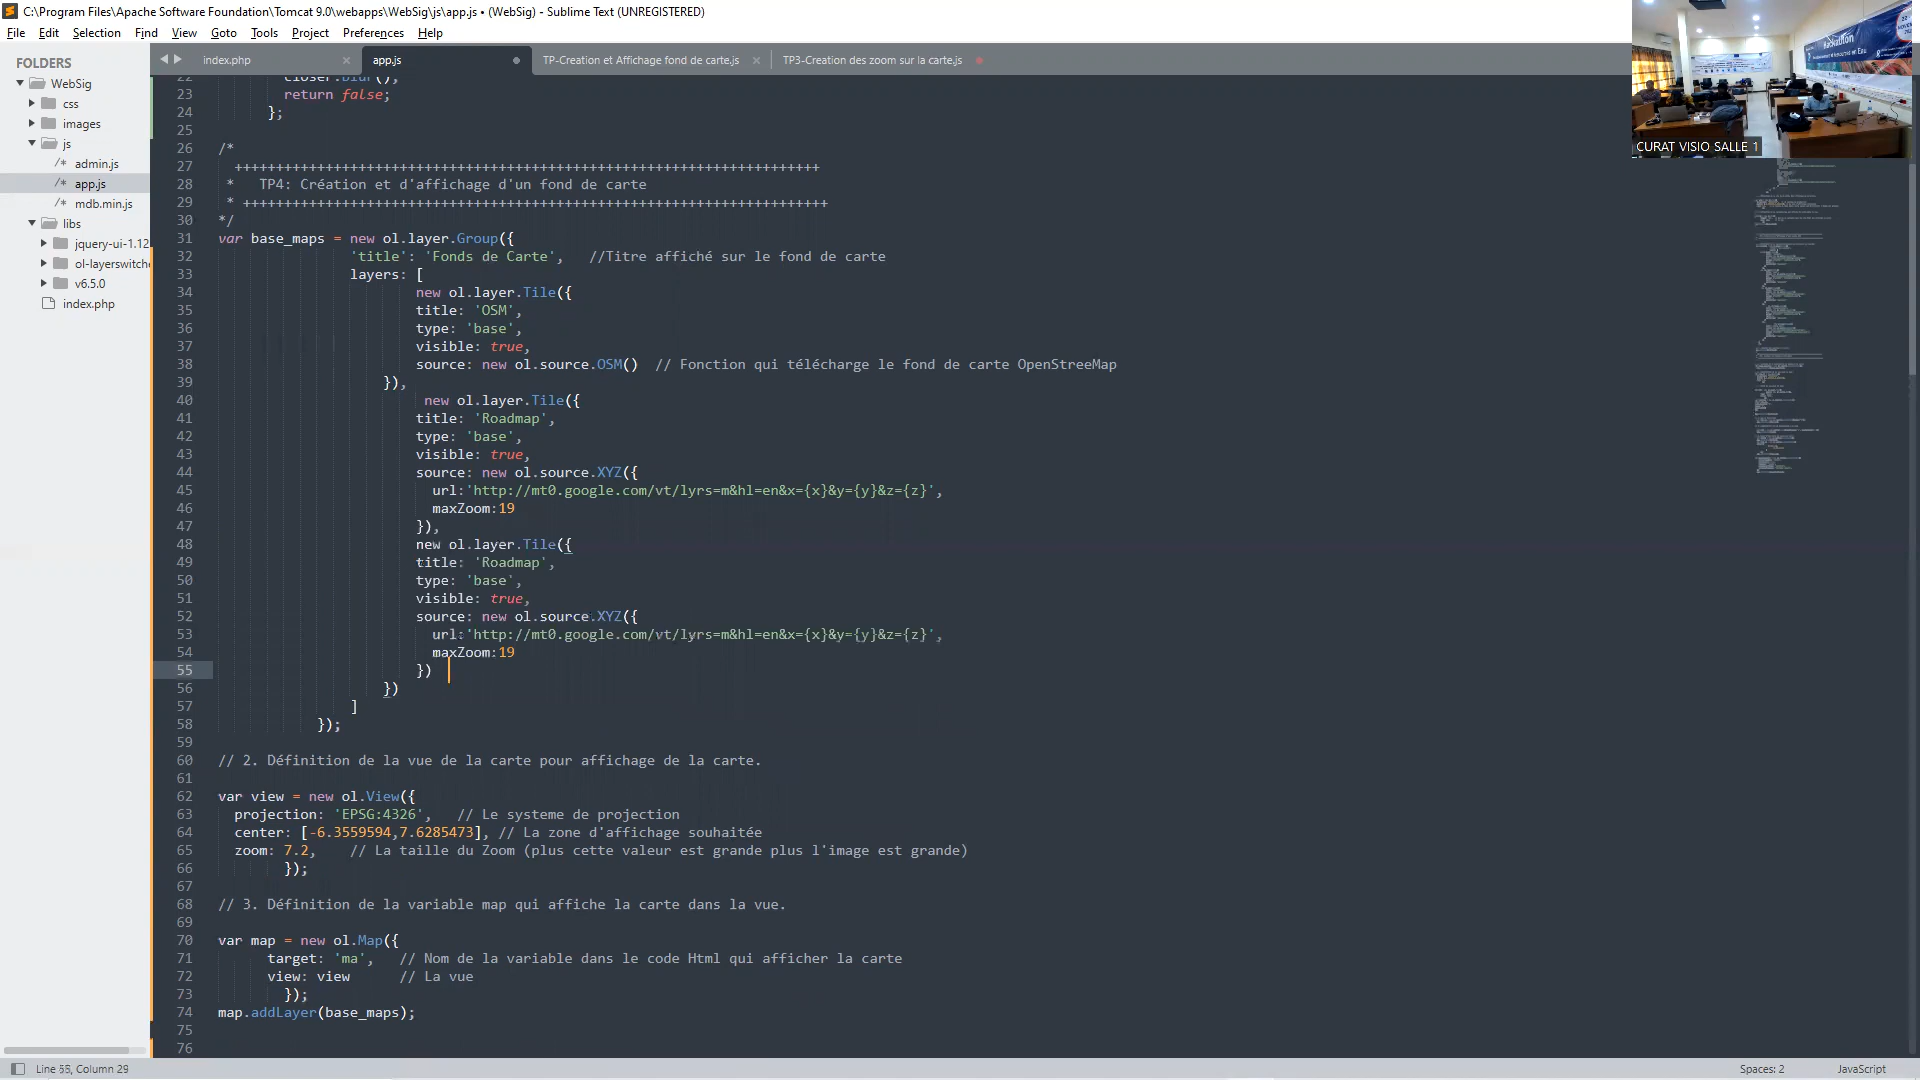 C:\Program Files\Apache Software Foundation\Tomcat 9.0\webapps\WebSig\js\app.js • (WebSig) - Sublime Text (UNREGISTERED)
File Edit Selection Find View Goto Tools Project Preferences Help
FOLDERS
WebSig
css
images
js
/* admin.js
/* app.js
/* mdb.min.js
libs
jquery-ui-1.12
ol-layerswitche
v6.5.0
index.php
index.php app.js TP-Creation et Affichage fond de carte.js TP3-Creation des zoom sur la carte.js
22 closer.blur();
23 return false;
24 };
25
26 /*
27 +++++++++++++++++++++++++++++++++++++++++++++++++++++++++++++++++++++++
28 * TP4: Création et d'affichage d'un fond de carte
29 * +++++++++++++++++++++++++++++++++++++++++++++++++++++++++++++++++++++++
30 */
31 var base_maps = new ol.layer.Group({
32 'title': 'Fonds de Carte', //Titre affiché sur le fond de carte
33 layers: [
34 new ol.layer.Tile({
35 title: 'OSM',
36 type: 'base',
37 visible: true,
38 source: new ol.source.OSM() // Fonction qui télécharge le fond de carte OpenStreeMap
39 }),
40 new ol.layer.Tile({
41 title: 'Roadmap',
42 type: 'base',
43 visible: true,
44 source: new ol.source.XYZ({
45 url:'http://mt0.google.com/vt/lyrs=m&hl=en&x={x}&y={y}&z={z}',
46 maxZoom:19
47 }),
48 new ol.layer.Tile({
49 title: 'Roadmap',
50 type: 'base',
51 visible: true,
52 source: new ol.source.XYZ({
53 url:'http://mt0.google.com/vt/lyrs=m&hl=en&x={x}&y={y}&z={z}',
54 maxZoom:19
55 })
56 })
57 ]
58 });
59
60 // 2. Définition de la vue de la carte pour affichage de la carte.
61
62 var view = new ol.View({
63 projection: 'EPSG:4326', // Le systeme de projection
64 center: [-6.3559594,7.6285473], // La zone d'affichage souhaitée
65 zoom: 7.2, // La taille du Zoom (plus cette valeur est grande plus l'image est grande)
66 });
67
68 // 3. Définition de la variable map qui affiche la carte dans la vue.
69
70 var map = new ol.Map({
71 target: 'ma', // Nom de la variable dans le code Html qui afficher la carte
72 view: view // La vue
73 });
74 map.addLayer(base_maps);
75
76
Hackathon
CURAT VISIO SALLE 1
Line 55, Column 29
Spaces: 2
JavaScript